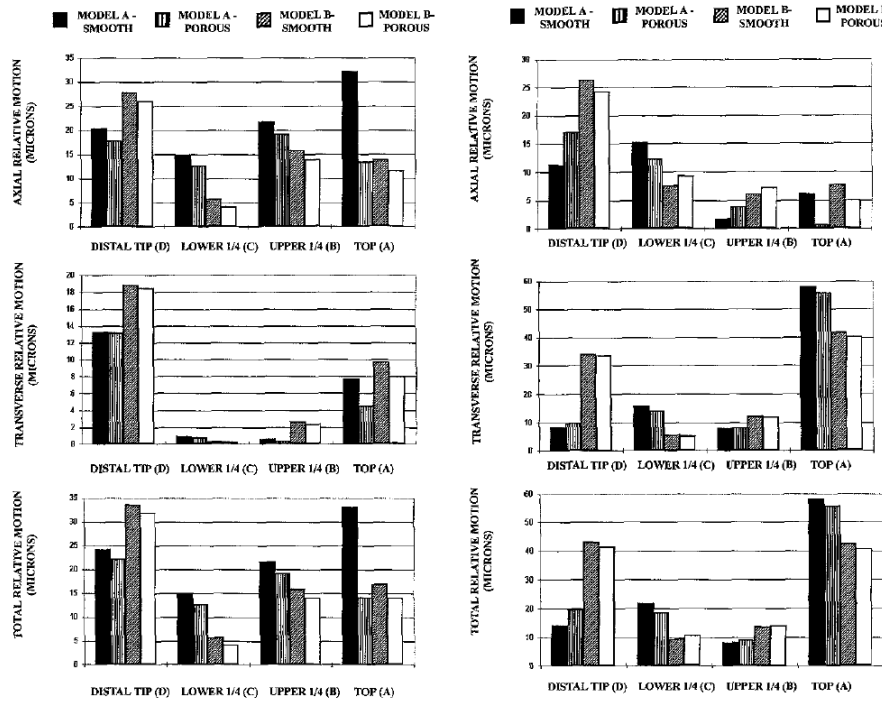 MODEL A - SMOOTH
MODEL A - POROUS
MODEL B- SMOOTH
MODEL B- POROUS
AXIAL RELATIVE MOTION
(MICRONS)
35
30
25
20
15
10
5
0
DISTAL TIP (D) LOWER 1/4 (C) UPPER 1/4 (B) TOP (A)
TRANSVERSE RELATIVE MOTION
(MICRONS)
20
18
16
14
12
10
8
6
4
2
0
DISTAL TIP (D) LOWER 1/4 (C) UPPER 1/4 (B) TOP (A)
TOTAL RELATIVE MOTION
(MICRONS)
35
30
25
20
15
10
5
0
DISTAL TIP (D) LOWER 1/4 (C) UPPER 1/4 (B) TOP (A)
MODEL A - SMOOTH
MODEL A - POROUS
MODEL B- SMOOTH
MODEL POROUS
AXIAL RELATIVE MOTION
(MICRONS)
30
25
20
15
10
5
0
DISTAL TIP (D) LOWER 1/4 (C) UPPER 1/4 (B) TOP (A)
TRANSVERSE RELATIVE MOTION
(MICRONS)
60
50
40
30
20
10
0
DISTAL TIP (D) LOWER 1/4 (C) UPPER 1/4 (B) TOP (A)
TOTAL RELATIVE MOTION
(MICRONS)
60
50
40
30
20
10
0
DISTAL TIP (D) LOWER 1/4 (C) UPPER 1/4 (B) TOP (A)